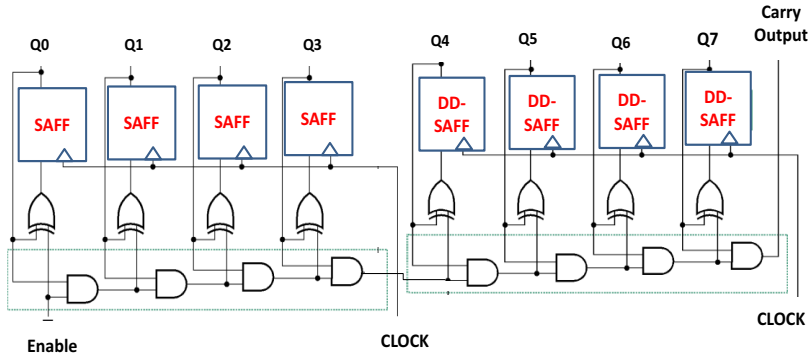 Carry
Output
Q0
Q1
Q2
Q3
Q4
Q5
Q6
Q7
SAFF
SAFF
SAFF
SAFF
DD-
SAFF
DD-
SAFF
DD-
SAFF
DD-
SAFF
Enable
CLOCK
CLOCK